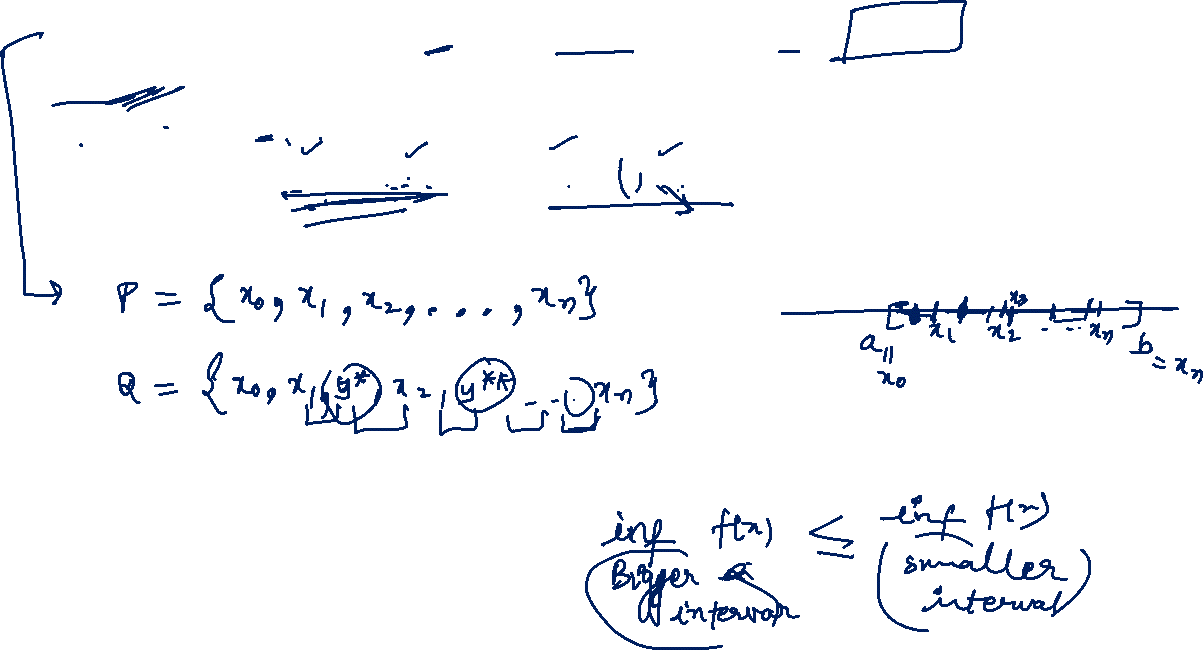 P = {x₀, x₁, x₂, . . . , xₙ}
Q = {x₀, x₁, y*, x₂, y**, - - . xₙ}
a || x₀ x₁ x₂ x₃ . . . xₙ b = xₙ
inf f(x) ≤ inf f(x)
Bigger interval smaller interval